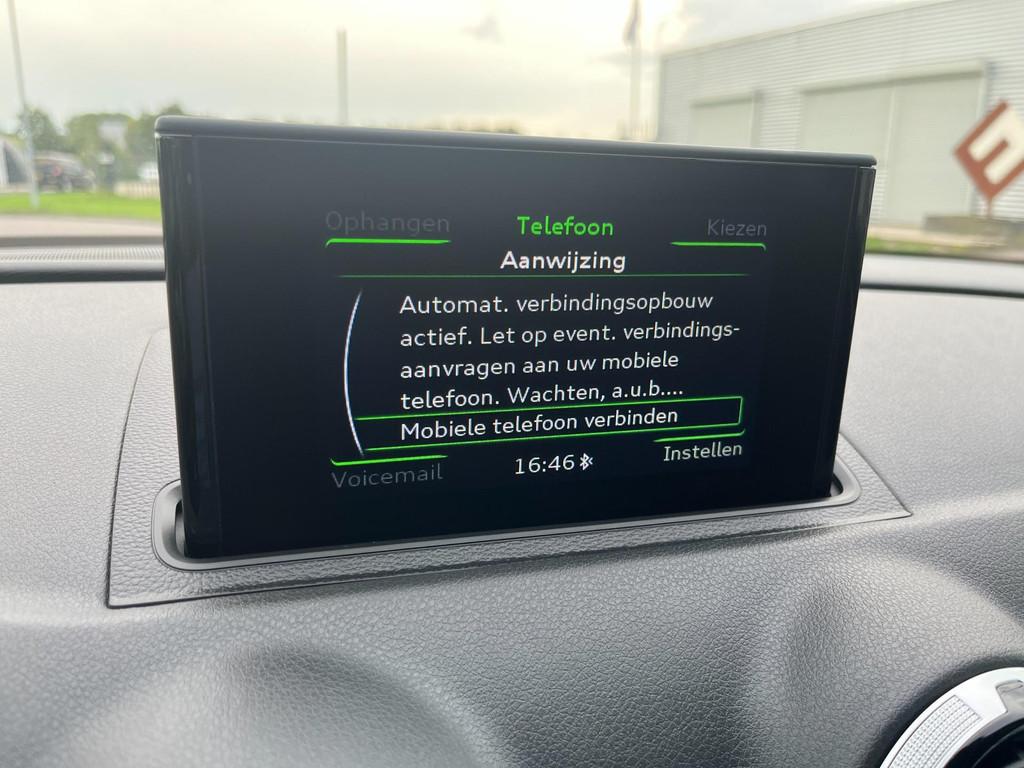 Ophangen Telefoon Kiezen
Aanwijzing
Automat. verbindingsopbouw
actief. Let op event. verbindings-
aanvragen aan uw mobiele
telefoon. Wachten, a.u.b....
Mobiele telefoon verbinden
Voicemail 16:46 Instellen